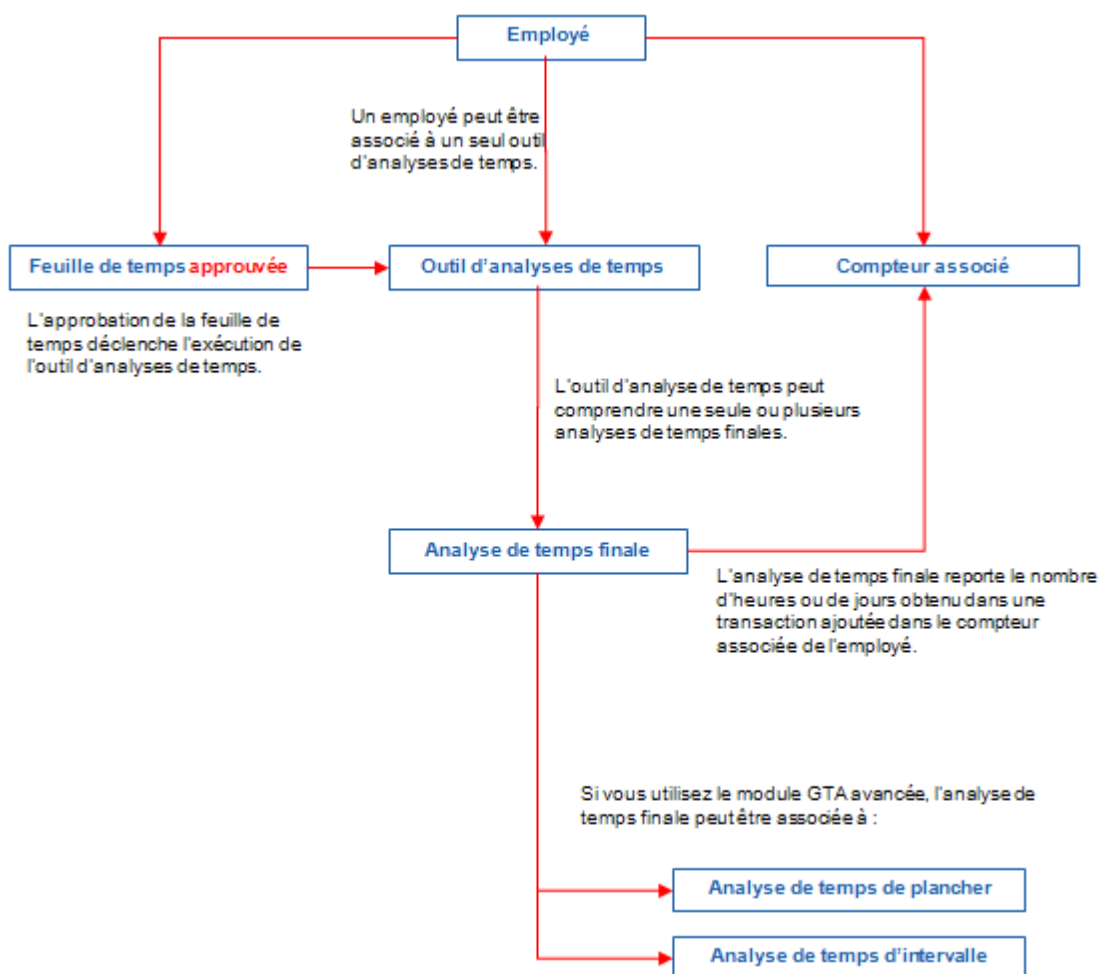 Employé
Un employé peut être
associé à un seul outil
d'analyses de temps.
Feuille de temps approuvée
Outil d'analyses de temps
Compteur associé
L'approbation de la feuille de
temps déclenche l'exécution de
l'outil d'analyses de temps.
L'outil d'analyse de temps peut
comprendre une seule ou plusieurs
analyses de temps finales.
Analyse de temps finale
L'analyse de temps finale reporte le nombre
d'heures ou de jours obtenu dans une
transaction ajoutée dans le compteur
associée de l'employé.
Si vous utilisez le module GTA avancée, l'analyse de
temps finale peut être associée à :
Analyse de temps de plancher
Analyse de temps d’intervalle